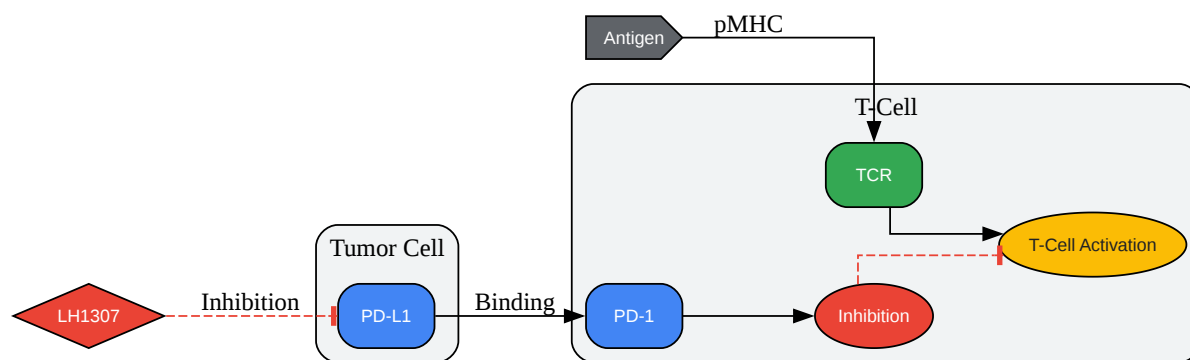 Antigen
pMHC
T-Cell
TCR
T-Cell Activation
Tumor Cell
LH1307
Inhibition
PD-L1
Binding
PD-1
Inhibition